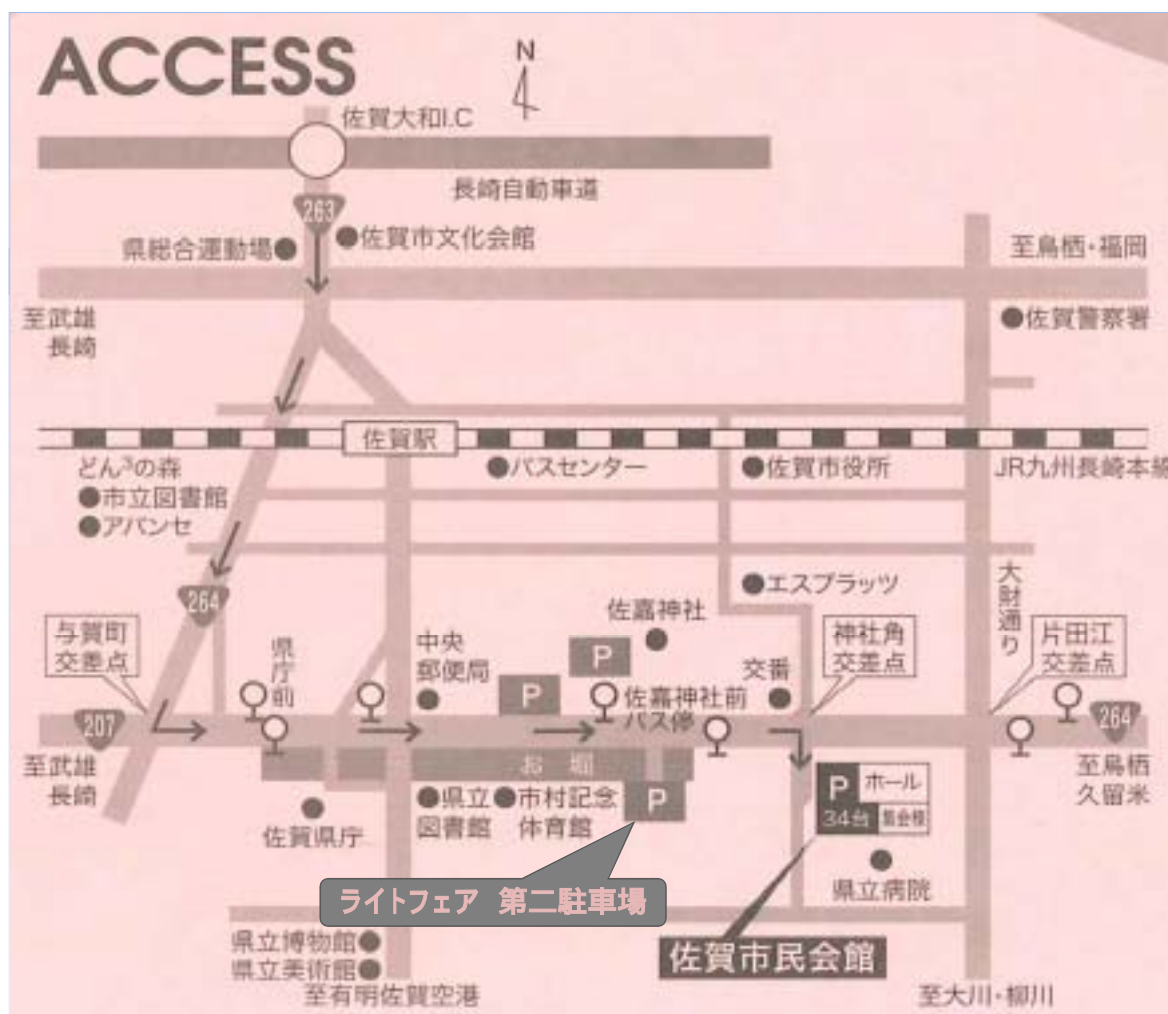 ACCESS
N
佐賀大和I.C
長崎自動車道
263
県総合運動場●
●佐賀市文化会館
至鳥栖・福岡
至武雄
長崎
●佐賀警察署
佐賀駅
どん³の森
●市立図書館
●アバンセ
●バスセンター
●佐賀市役所
JR九州長崎本線
264
与賀町
交差点
県庁前
中央
郵便局
佐嘉神社
P
P
佐嘉神社前
バス停
●エスプラッツ
交番
神社角
交差点
大財通り
片田江
交差点
207
264
至武雄
長崎
お堀
至鳥栖
久留米
佐賀県庁
●県立
図書館
●市村記念
体育館
P
P
34台
ホール
集会棟
県立病院
ライトフェア 第二駐車場
佐賀市民会館
県立博物館●
県立美術館●
至有明佐賀空港
至大川・柳川